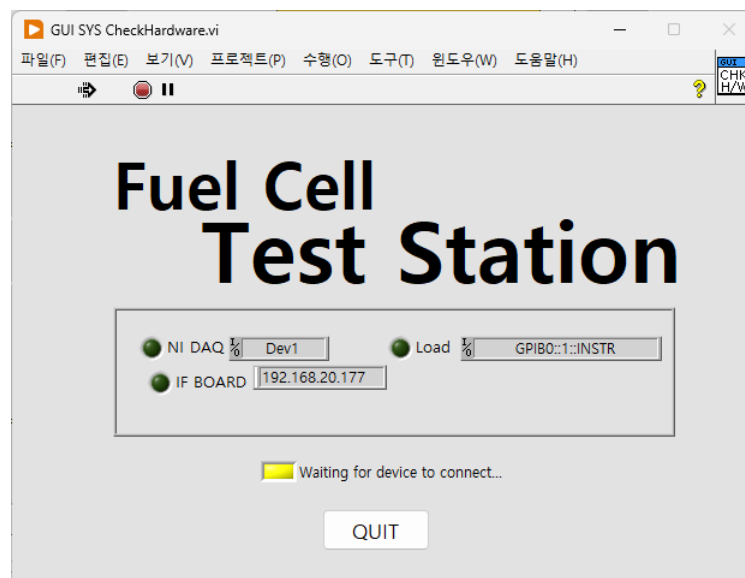 GUI SYS CheckHardware.vi
파일(F) 편집(E) 보기(V) 프로젝트(P) 수행(O) 도구(T) 윈도우(W) 도움말(H)
GUI
CHK
H/W
?
Fuel Cell
Test Station
NI DAQ I/O Dev1 Load I/O GPIB0::1::INSTR
IF BOARD 192.168.20.177
Waiting for device to connect...
QUIT